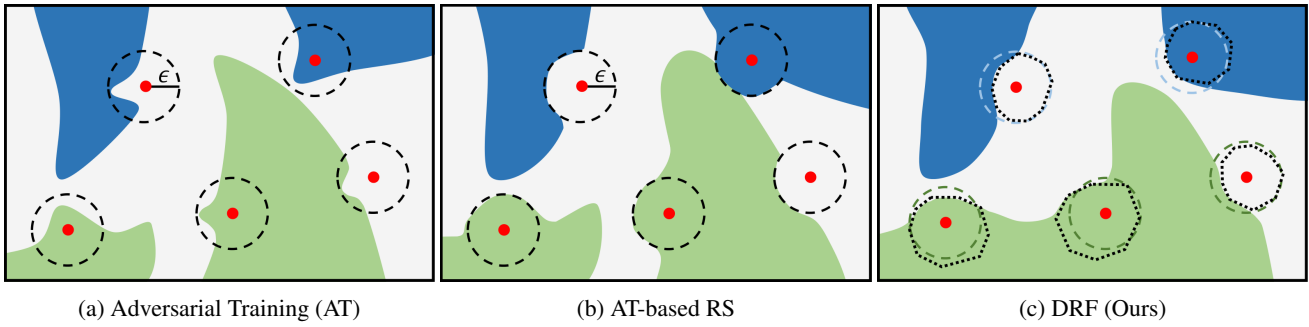 ϵ
ϵ
(a) Adversarial Training (AT)
(b) AT-based RS
(c) DRF (Ours)